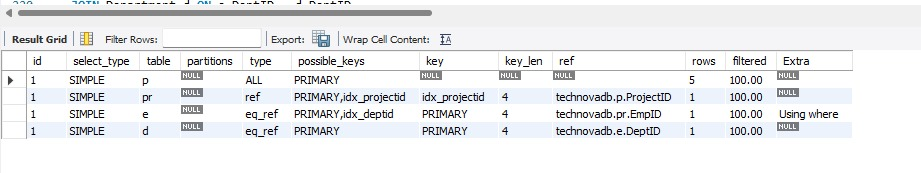 Result Grid Filter Rows: Export: Wrap Cell Content:
id select_type table partitions type possible_keys key key_len ref rows filtered Extra
1 SIMPLE p NULL ALL PRIMARY NULL NULL NULL 5 100.00 NULL
1 SIMPLE pr NULL ref PRIMARY,idx_projectid idx_projectid 4 technovadb.p.ProjectID 1 100.00 NULL
1 SIMPLE e NULL eq_ref PRIMARY,idx_deptid PRIMARY 4 technovadb.pr.EmpID 1 100.00 Using where
1 SIMPLE d NULL eq_ref PRIMARY PRIMARY 4 technovadb.e.DeptID 1 100.00 NULL